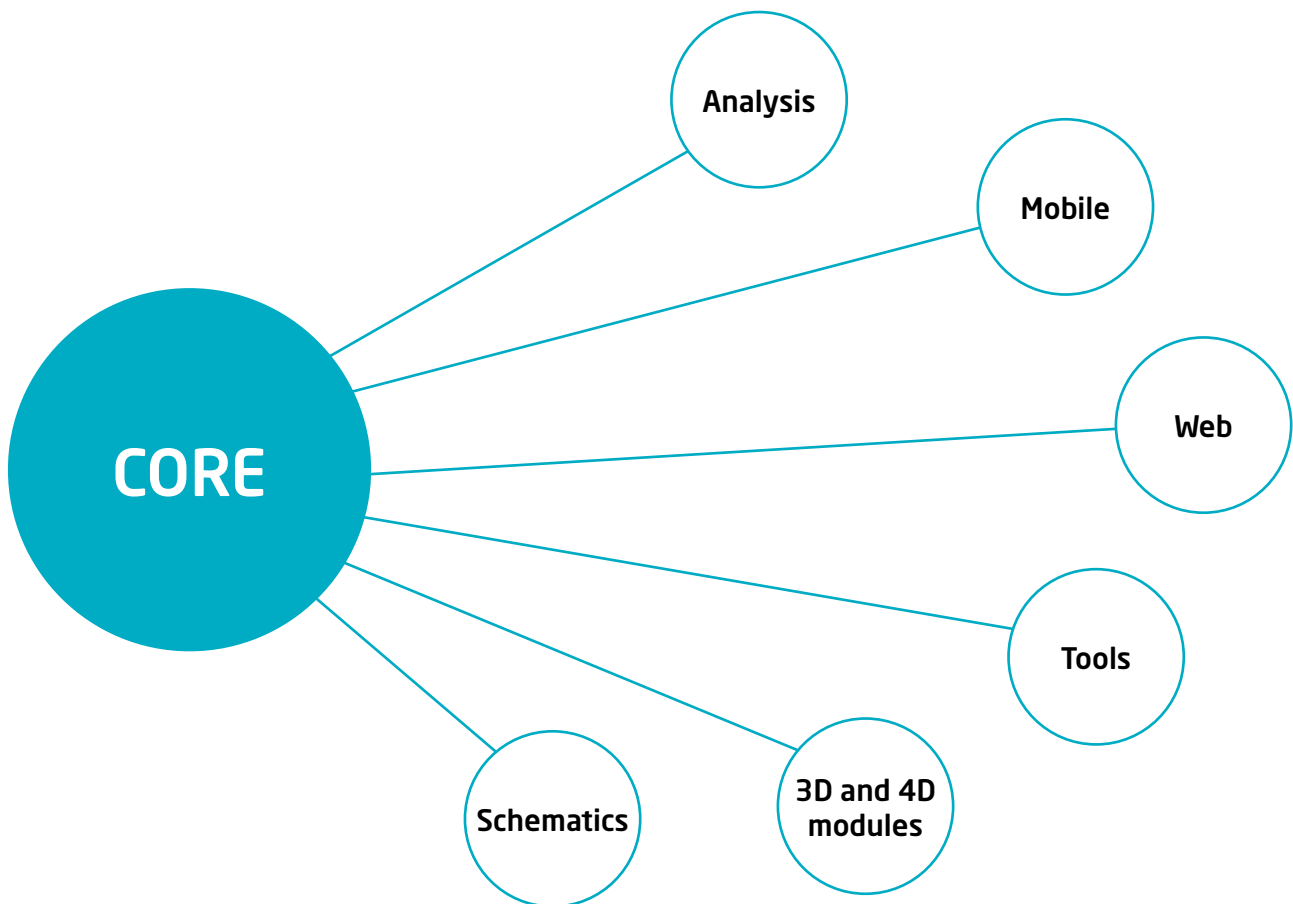 Analysis
Mobile
CORE
Web
Tools
3D and 4D
modules
Schematics